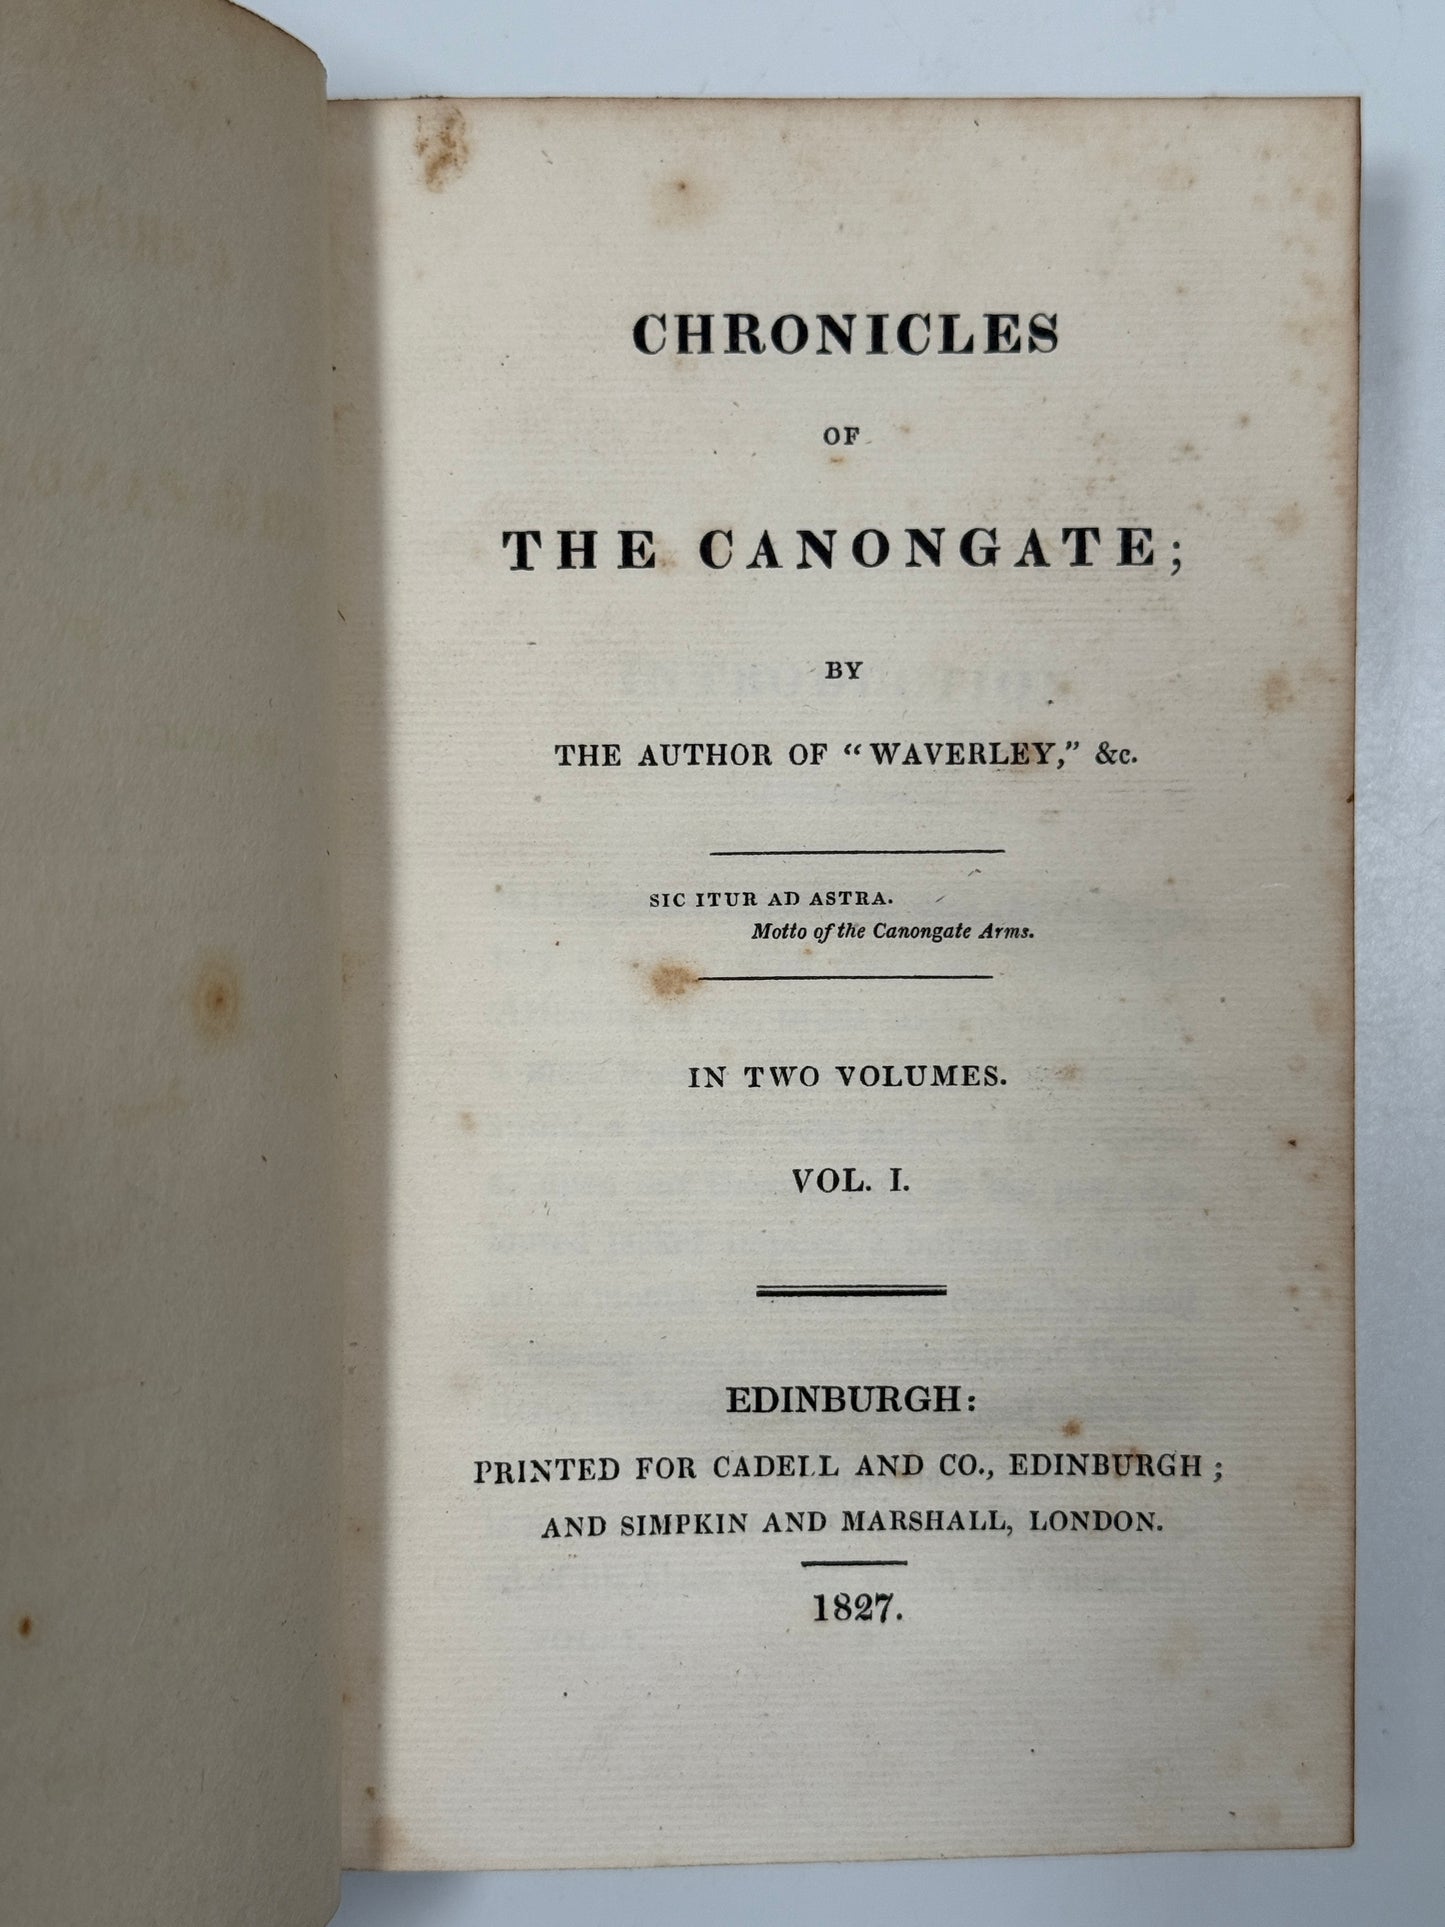 CHRONICLES
OF
THE CANONGATE;
BY
THE AUTHOR OF “WAVERLEY,” &c.
SIC ITUR AD ASTRA.
Motto of the Canongate Arms.
IN TWO VOLUMES.
VOL. I.
EDINBURGH:
PRINTED FOR CADELL AND CO., EDINBURGH;
AND SIMPKIN AND MARSHALL, LONDON.
1827.